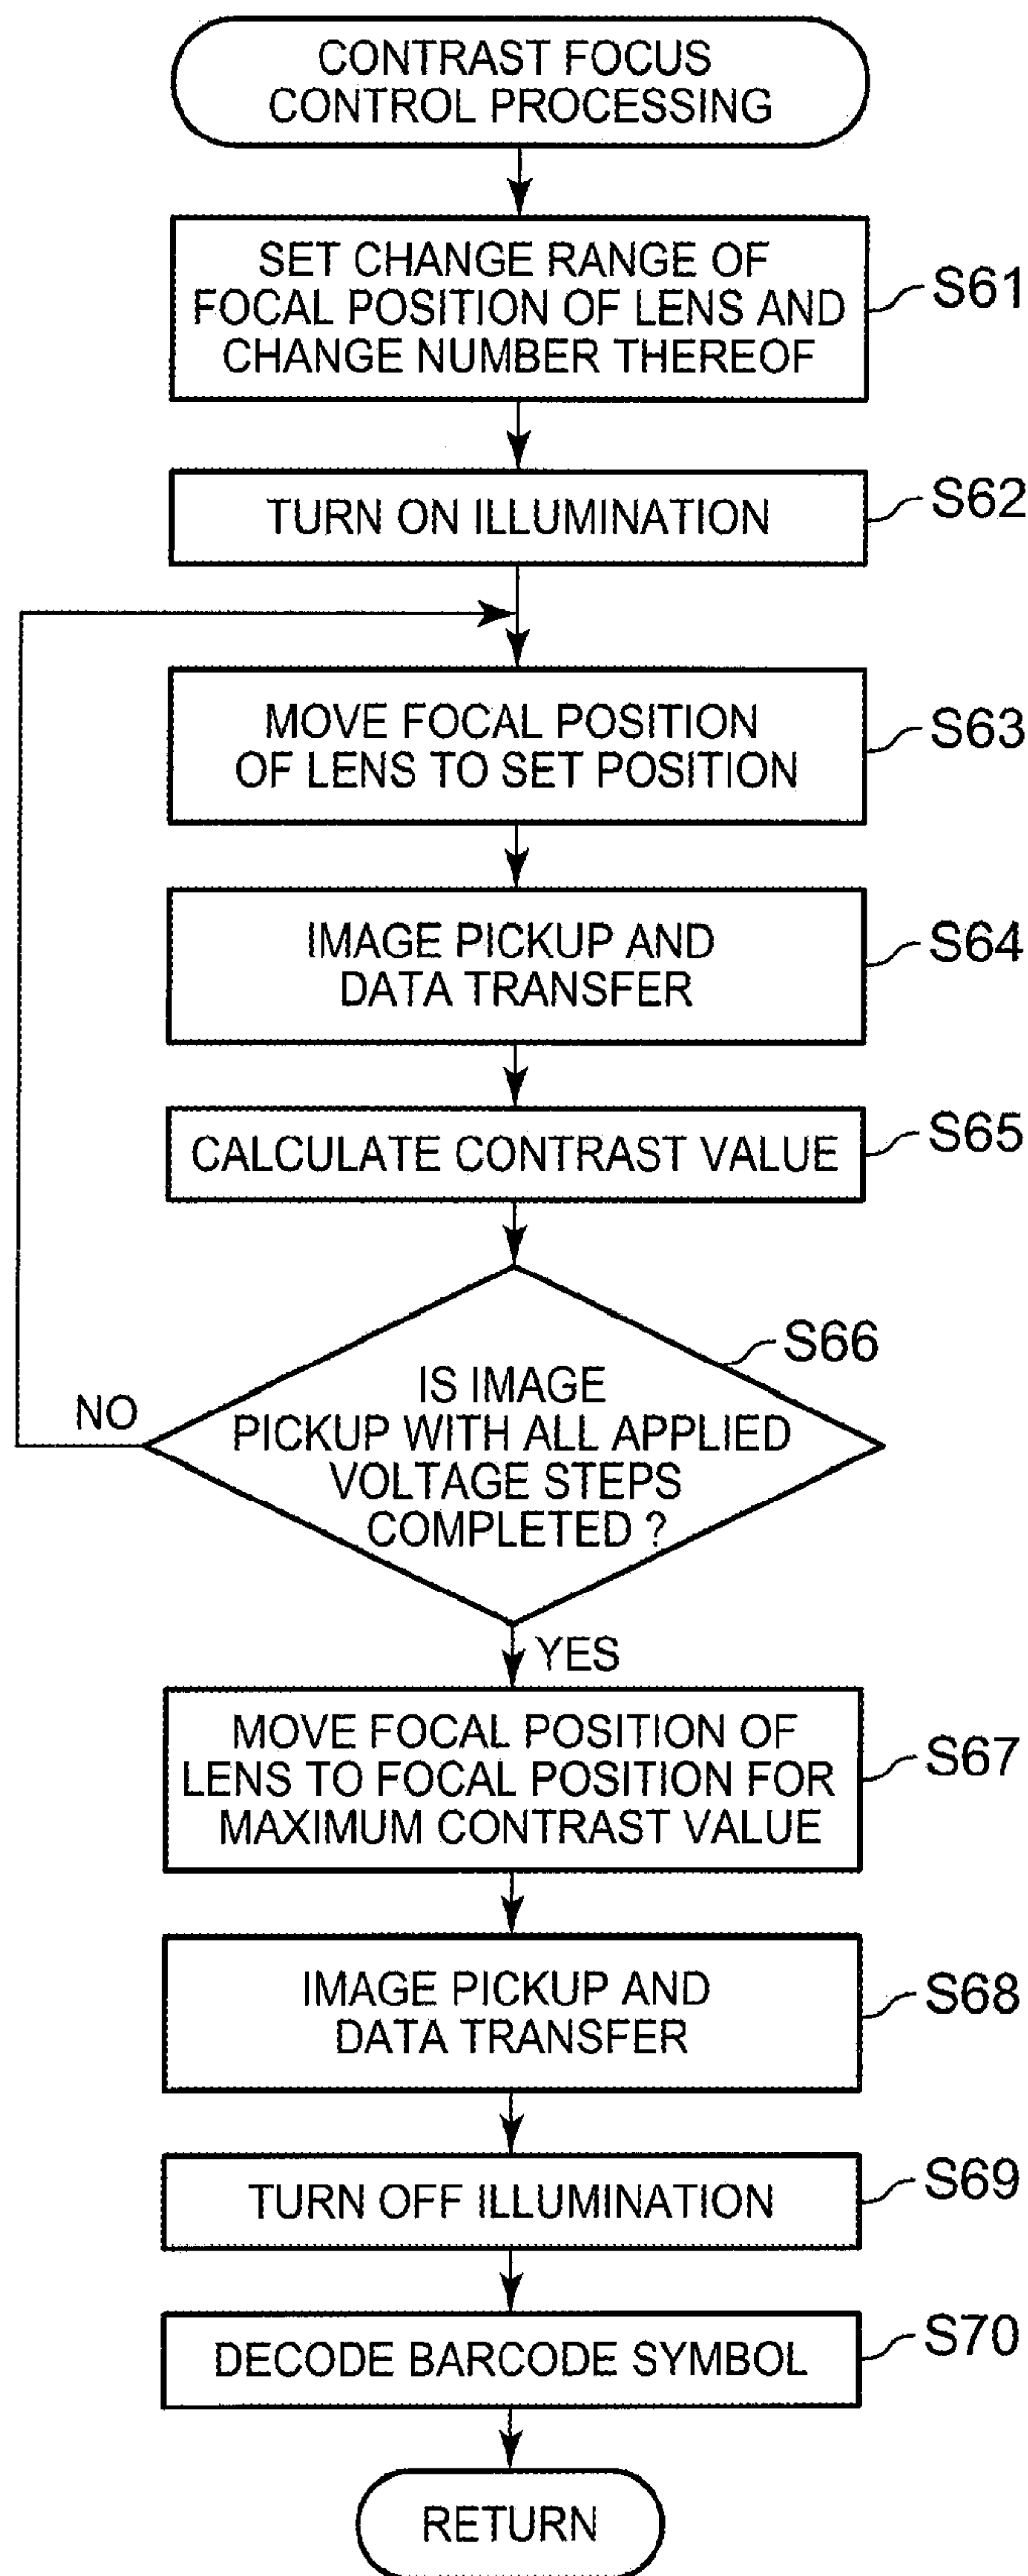 CONTRAST FOCUS
CONTROL PROCESSING
SET CHANGE RANGE OF
FOCAL POSITION OF LENS AND
CHANGE NUMBER THEREOF
S61
TURN ON ILLUMINATION
S62
MOVE FOCAL POSITION
OF LENS TO SET POSITION
S63
IMAGE PICKUP AND
DATA TRANSFER
S64
CALCULATE CONTRAST VALUE
S65
S66
IS IMAGE
PICKUP WITH ALL APPLIED
VOLTAGE STEPS
COMPLETED ?
NO
YES
MOVE FOCAL POSITION OF
LENS TO FOCAL POSITION FOR
MAXIMUM CONTRAST VALUE
S67
IMAGE PICKUP AND
DATA TRANSFER
S68
TURN OFF ILLUMINATION
S69
DECODE BARCODE SYMBOL
S70
RETURN